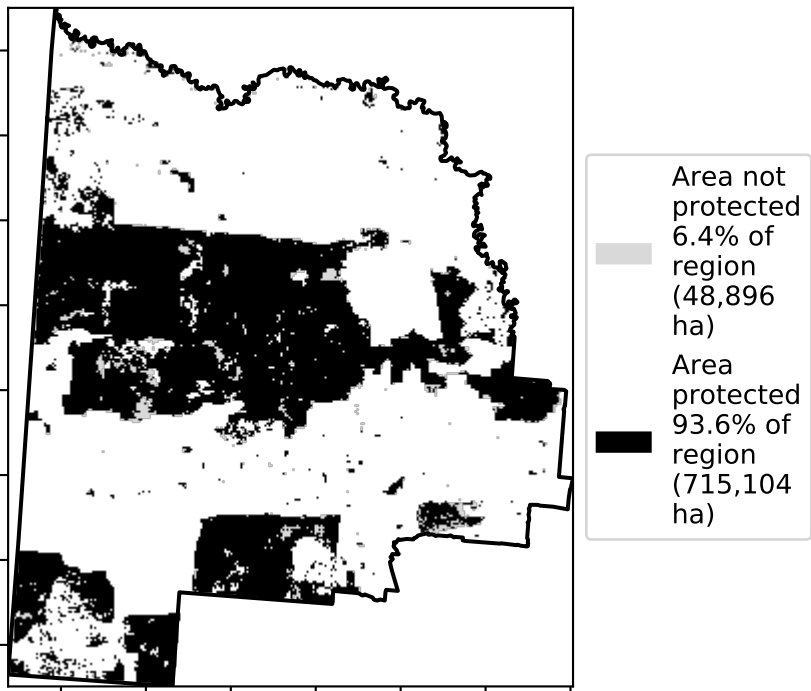 Area not
protected
6.4% of
region
(48,896
ha)
Area
protected
93.6% of
region
(715,104
ha)